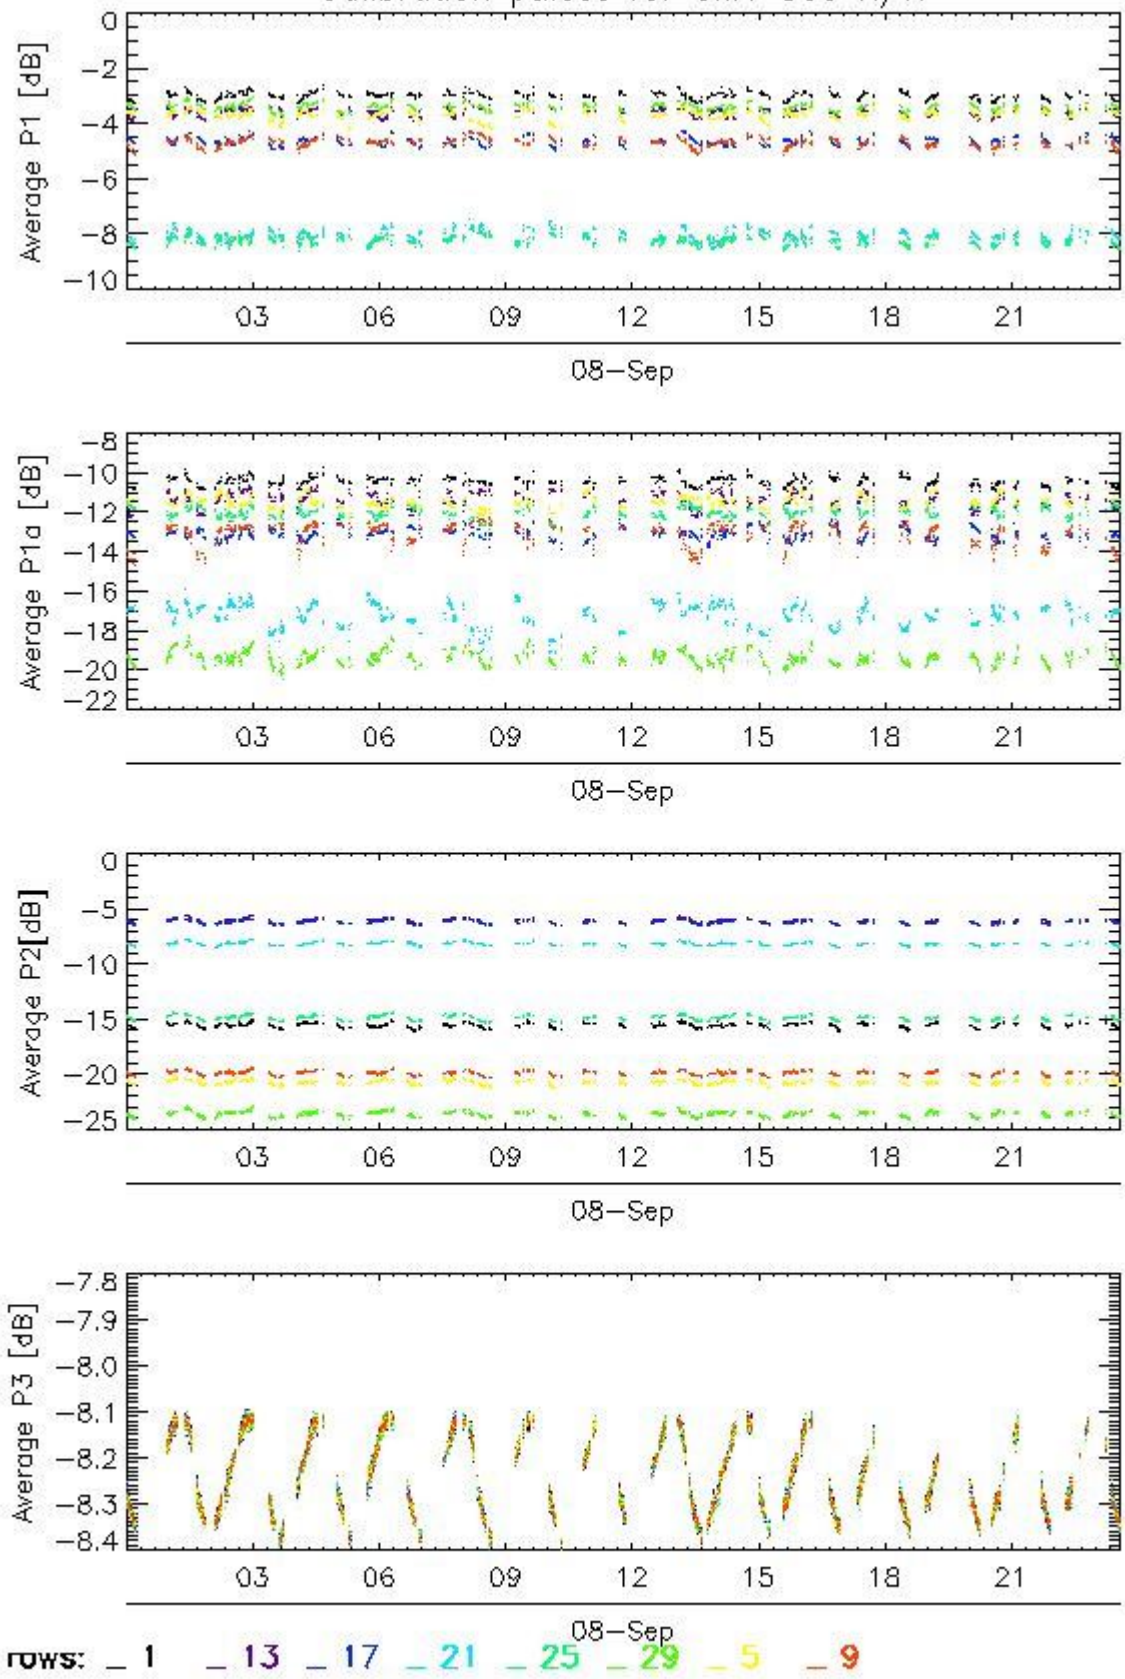 0
−2
−4
−6
−8
−10
Average P1 [dB]
03 06 09 12 15 18 21
08−Sep
−8
−10
−12
−14
−16
−18
−20
−22
Average P1a [dB]
03 06 09 12 15 18 21
08−Sep
0
−5
−10
−15
−20
−25
Average P2[dB]
03 06 09 12 15 18 21
08−Sep
−7.8
−7.9
−8.0
−8.1
−8.2
−8.3
−8.4
Average P3 [dB]
03 06 09 12 15 18 21
08−Sep
rows: _ 1 _ 13 _ 17 _ 21 _ 25 _ 29 _ 5 _ 9